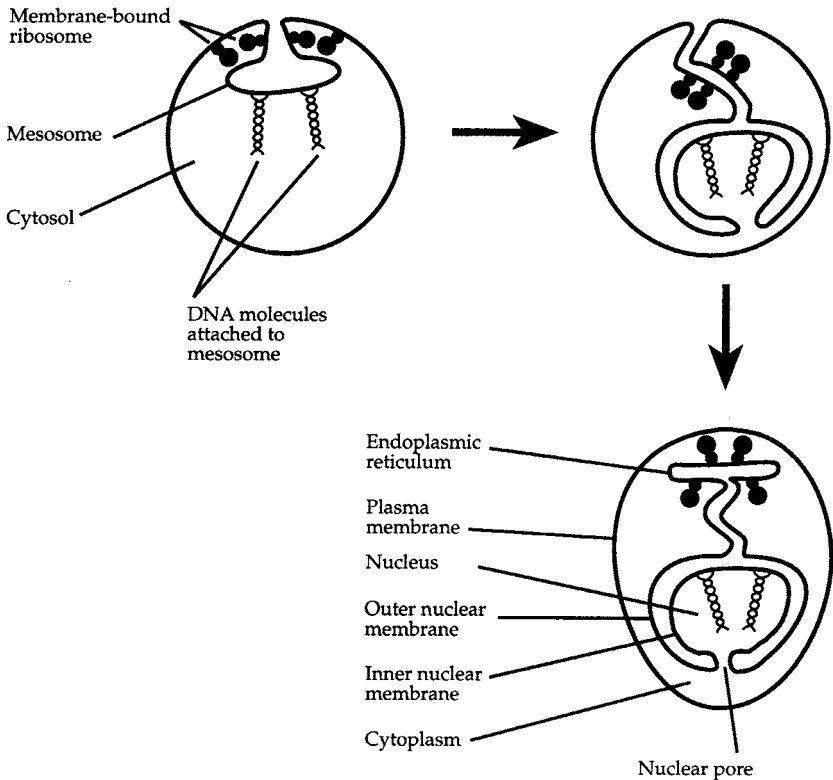 Membrane-bound
ribosome
Mesosome
Cytosol
DNA molecules
attached to
mesosome
Endoplasmic
reticulum
Plasma
membrane
Nucleus
Outer nuclear
membrane
Inner nuclear
membrane
Cytoplasm
Nuclear pore